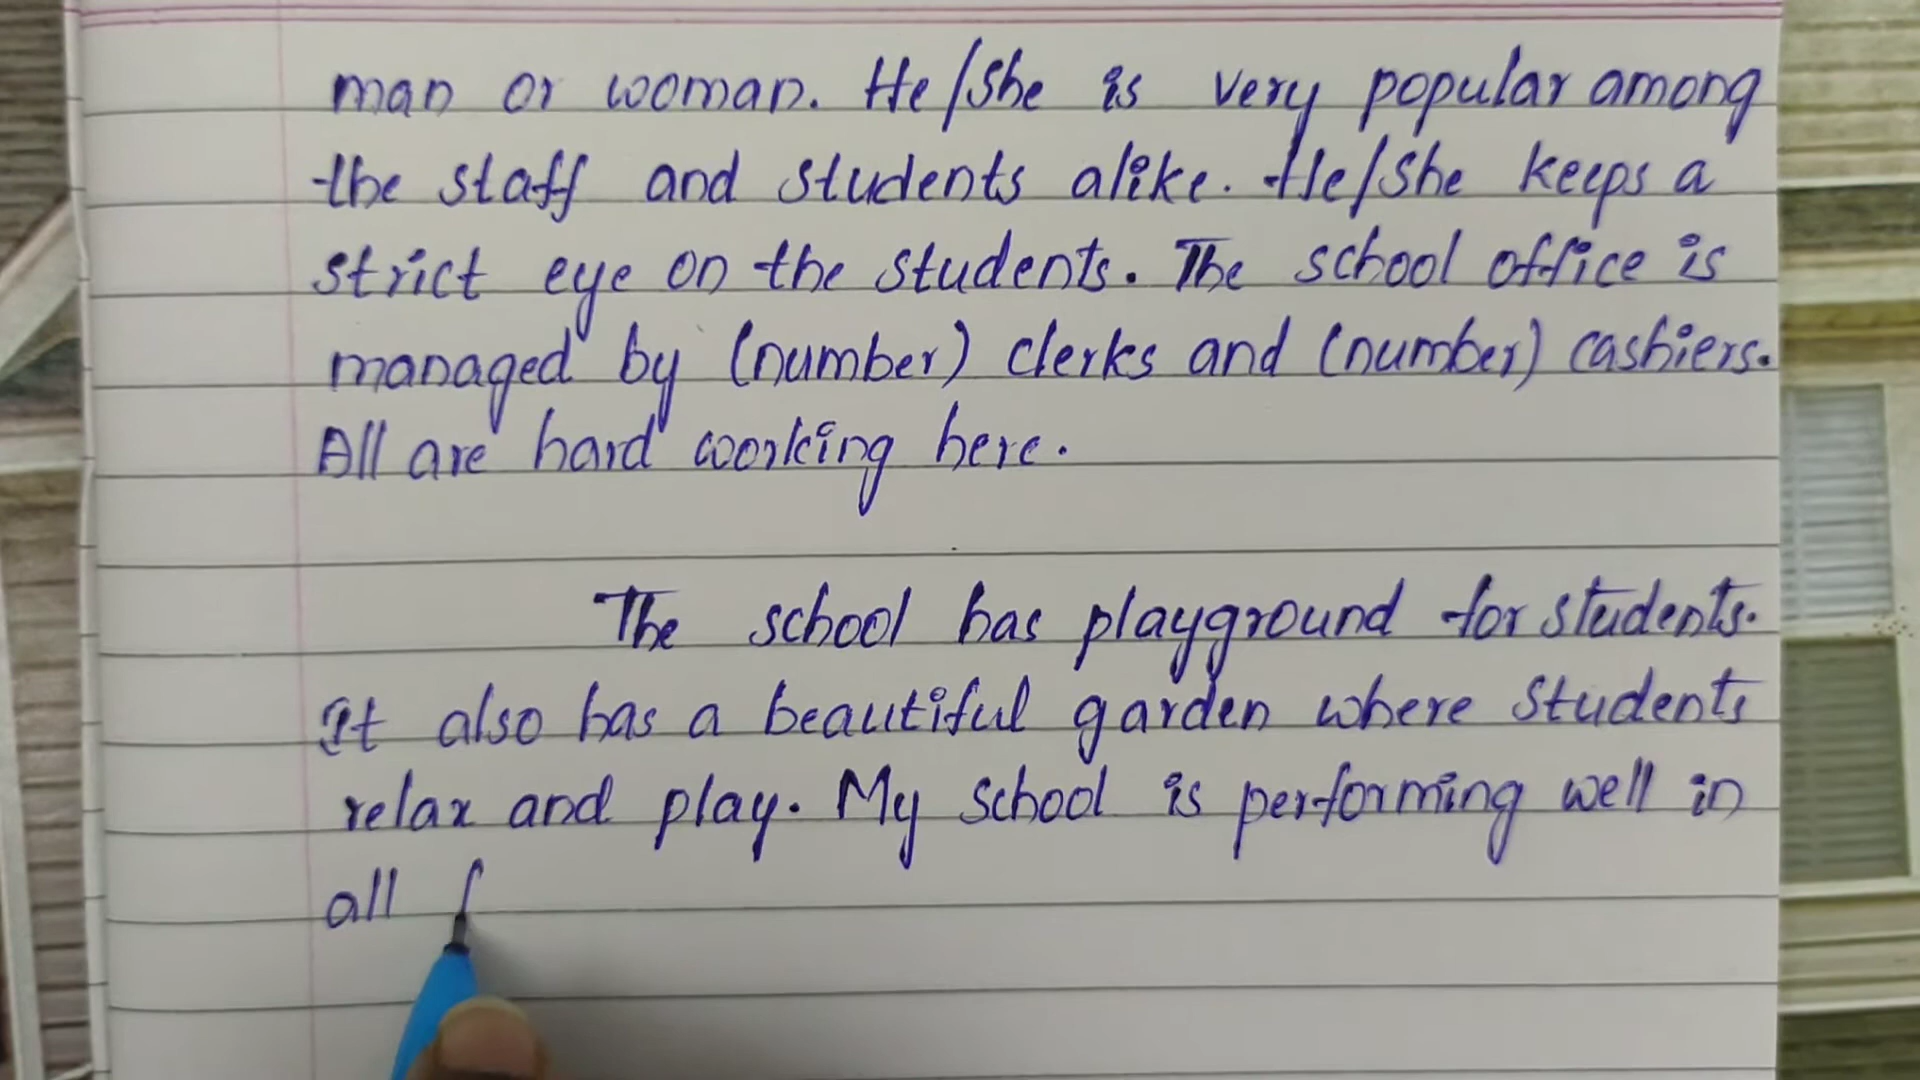 man or woman. He/She is very popular among
the staff and students alike. He/She keeps a
strict eye on the students. The school office is
managed by (number) clerks and (number) cashiers.
All are hard working here.
The school has playground for students.
It also has a beautiful garden where students
relax and play. My school is performing well in
all